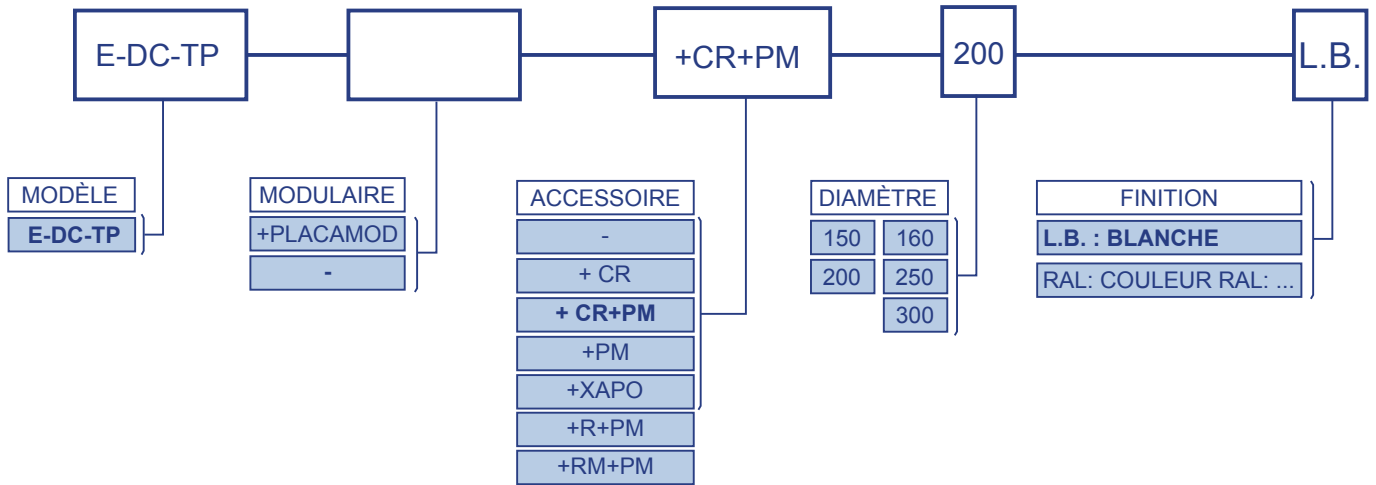 E-DC-TP
+CR+PM
200
L.B.
MODÈLE
E-DC-TP
MODULAIRE
+PLACAMOD
-
ACCESSOIRE
-
+ CR
+ CR+PM
+PM
+XAPO
+R+PM
+RM+PM
DIAMÈTRE
150 160
200 250
300
FINITION
L.B. : BLANCHE
RAL: COULEUR RAL: ...